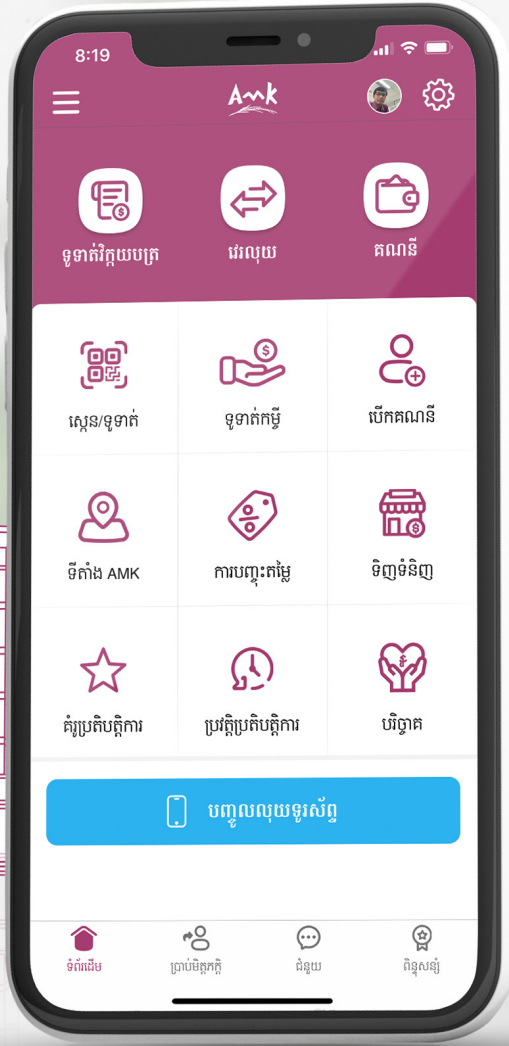 8:19
Amk
ទូទាត់វិក្កយបត្រ
វេរលុយ
គណនី
ស្កេន/ទូទាត់
ទូទាត់កម្ចី
បើកគណនី
ទីតាំង AMK
ការបញ្ចុះតម្លៃ
ទិញទំនិញ
គំរូប្រតិបត្តិការ
ប្រវត្តិប្រតិបត្តិការ
បរិច្ចាគ
បញ្ចូលលុយទូរស័ព្ទ
ទំព័រដើម
ប្រាប់មិត្តភក្តិ
ជំនួយ
ពិន្ទុសន្សំ